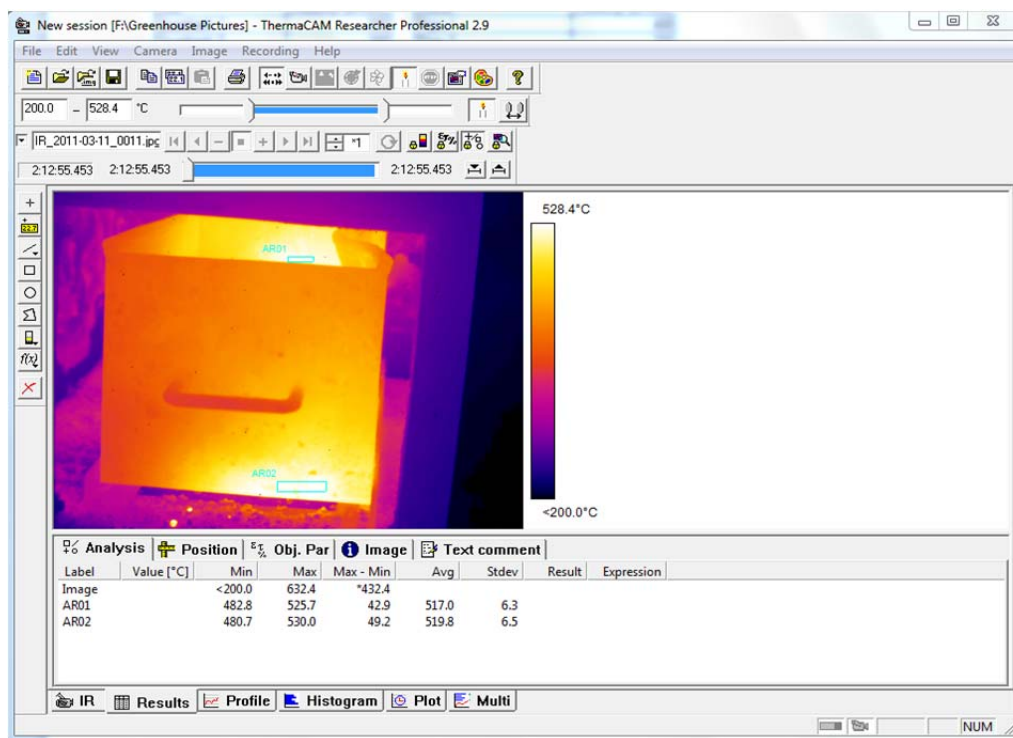 New session [F:\Greenhouse Pictures] - ThermaCAM Researcher Professional 2.9
File Edit View Camera Image Recording Help
200.0 - 528.4 °C
IR_2011-03-11_0011.jpg *1
2:12:55.453 2:12:55.453 2:12:55.453
528.4°C
AR01
AR02
<200.0°C
Analysis Position Obj. Par Image Text comment
Label Value [°C] Min Max Max - Min Avg Stdev Result Expression
Image <200.0 632.4 *432.4
AR01 482.8 525.7 42.9 517.0 6.3
AR02 480.7 530.0 49.2 519.8 6.5
IR Results Profile Histogram Plot Multi
NUM